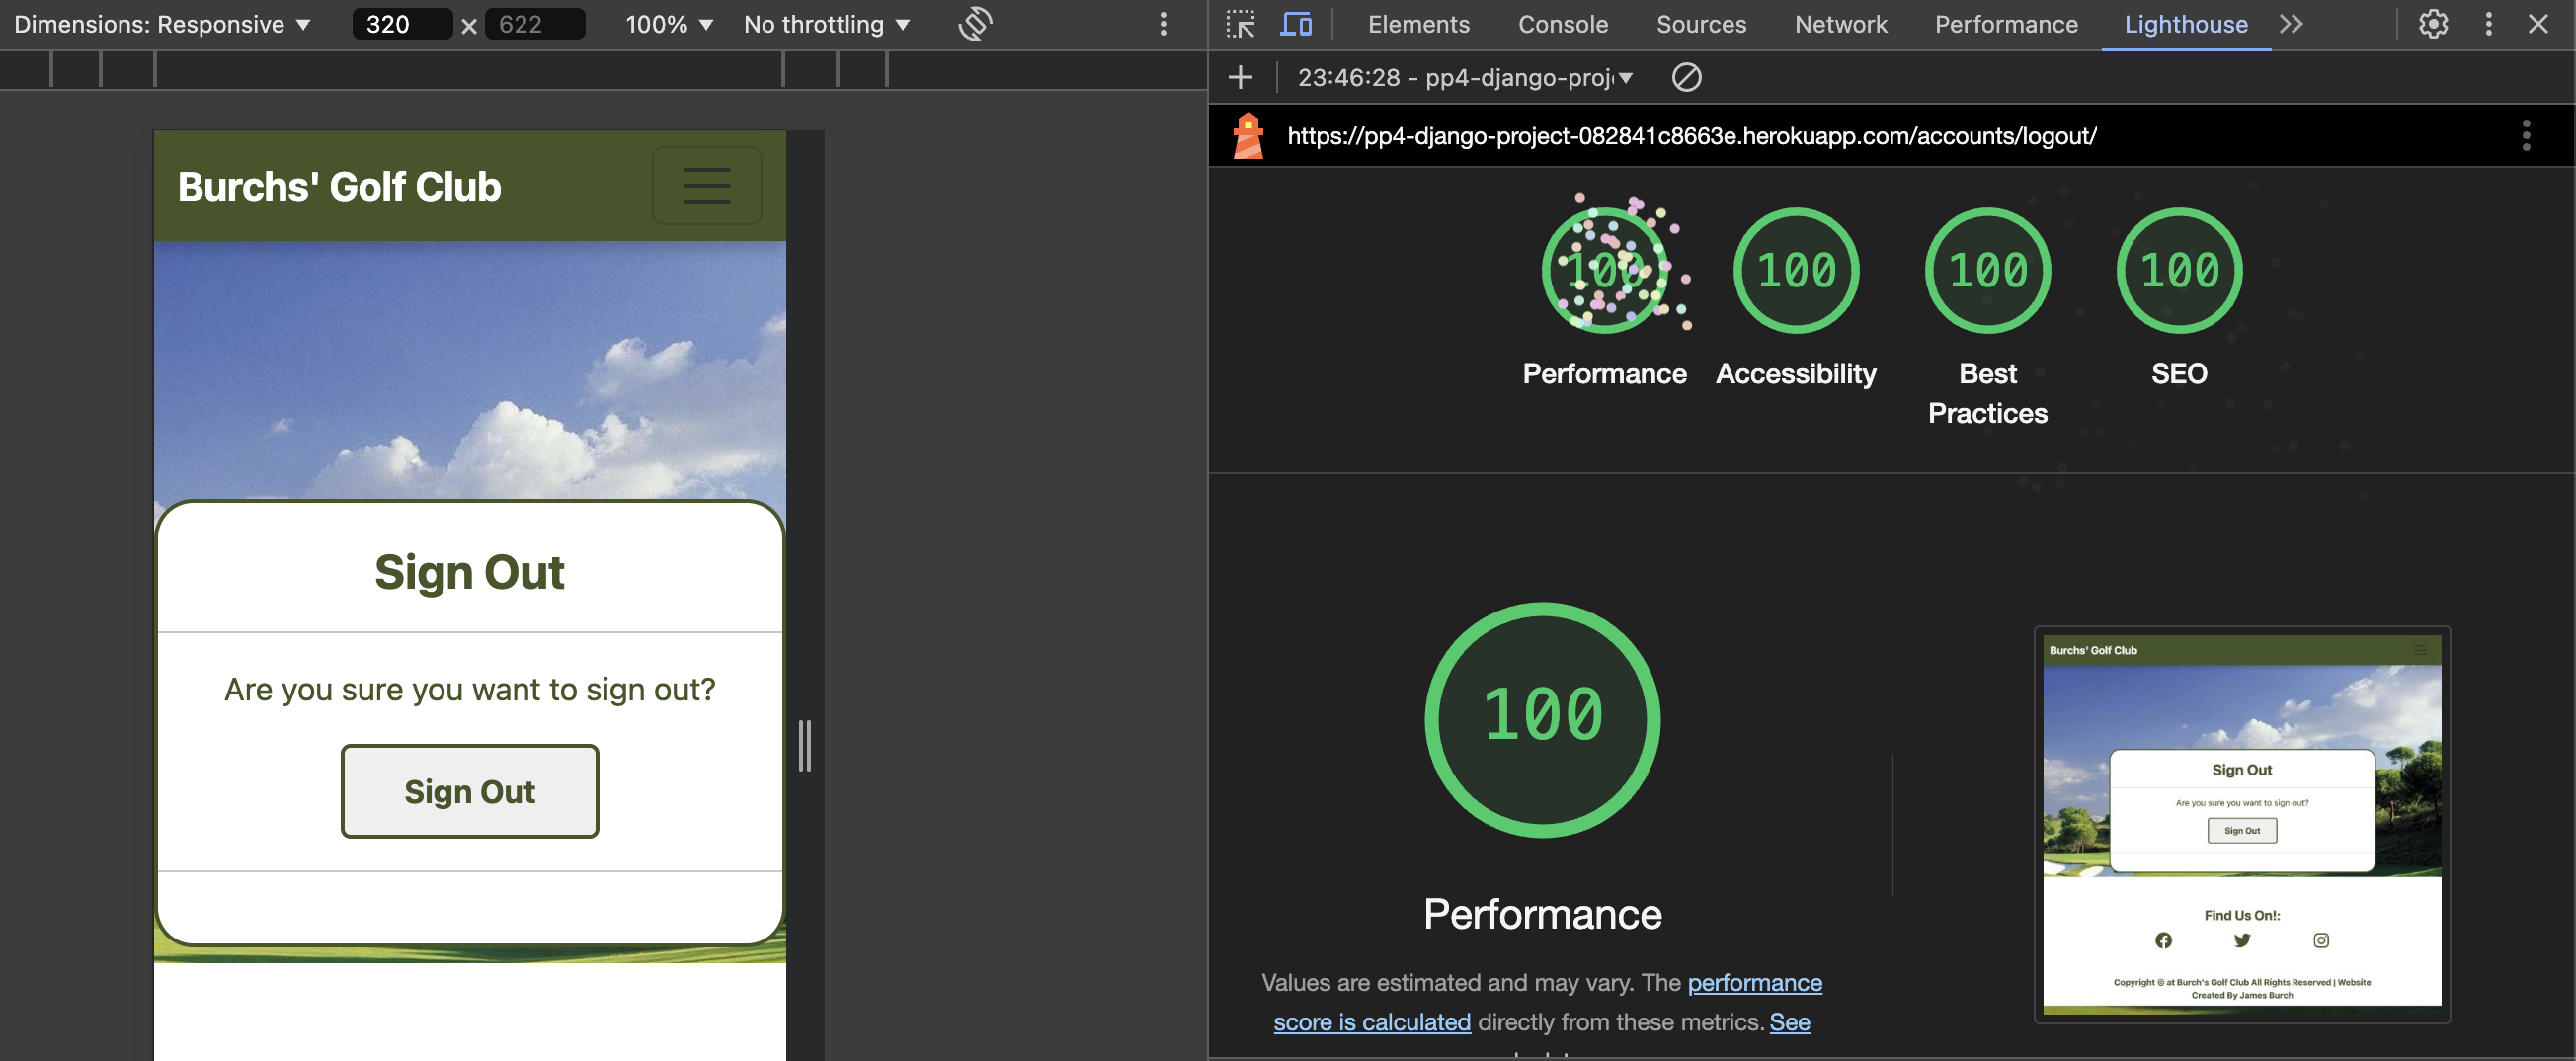 Dimensions: Responsive ▼ 320 × 622 100% ▼ No throttling ▼
Elements Console Sources Network Performance Lighthouse
23:46:28 - pp4-django-proj
https://pp4-django-project-082841c8663e.herokuapp.com/accounts/logout/
Burchs' Golf Club
Sign Out
Are you sure you want to sign out?
Sign Out
100 100 100 100
Performance Accessibility Best SEO
Practices
100
Performance
Values are estimated and may vary. The performance
score is calculated directly from these metrics. See
Burchs' Golf Club
Sign Out
Are you sure you want to sign out?
Sign Out
Find Us On!:
Copyright © at Burch's Golf Club All Rights Reserved | Website
Created By James Burch